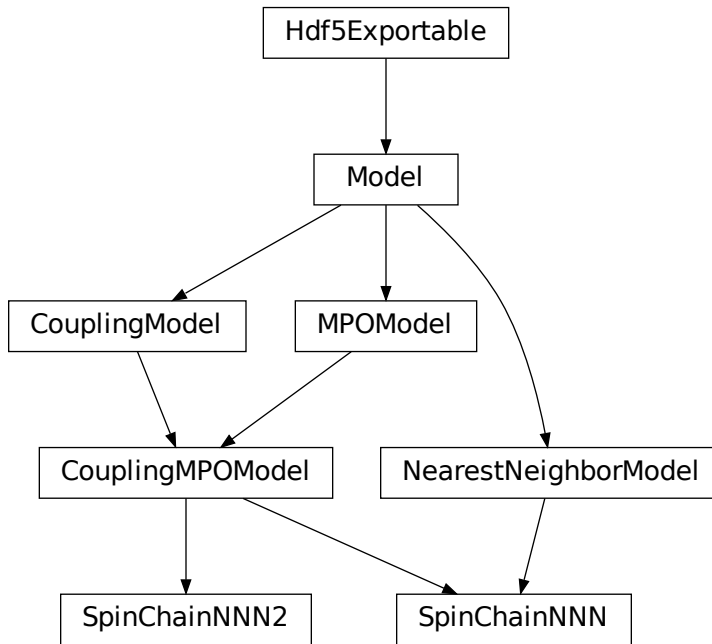 Hdf5Exportable
Model
CouplingModel
MPOModel
CouplingMPOModel
NearestNeighborModel
SpinChainNNN2
SpinChainNNN